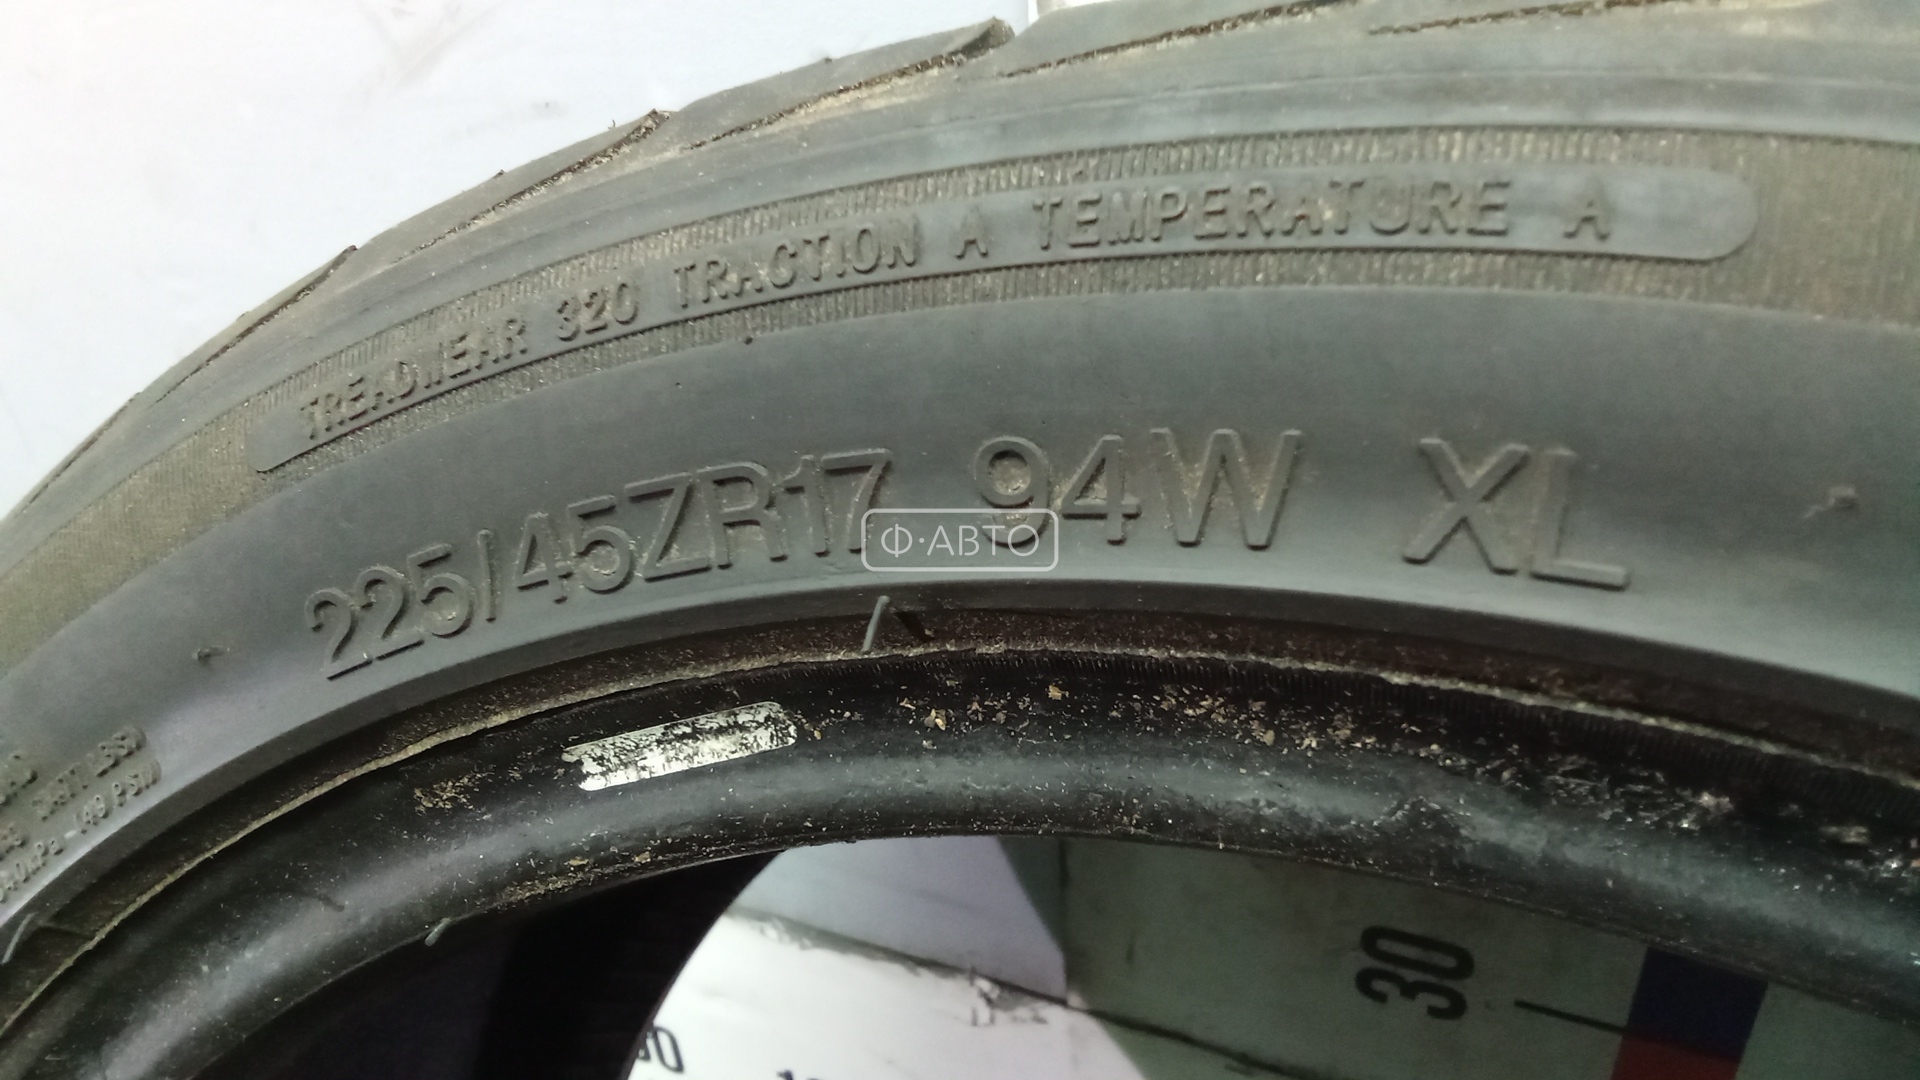 TREADWEAR 320 TRACTION A TEMPERATURE A
225/45ZR17 94W XL
Ф·АВТО
30